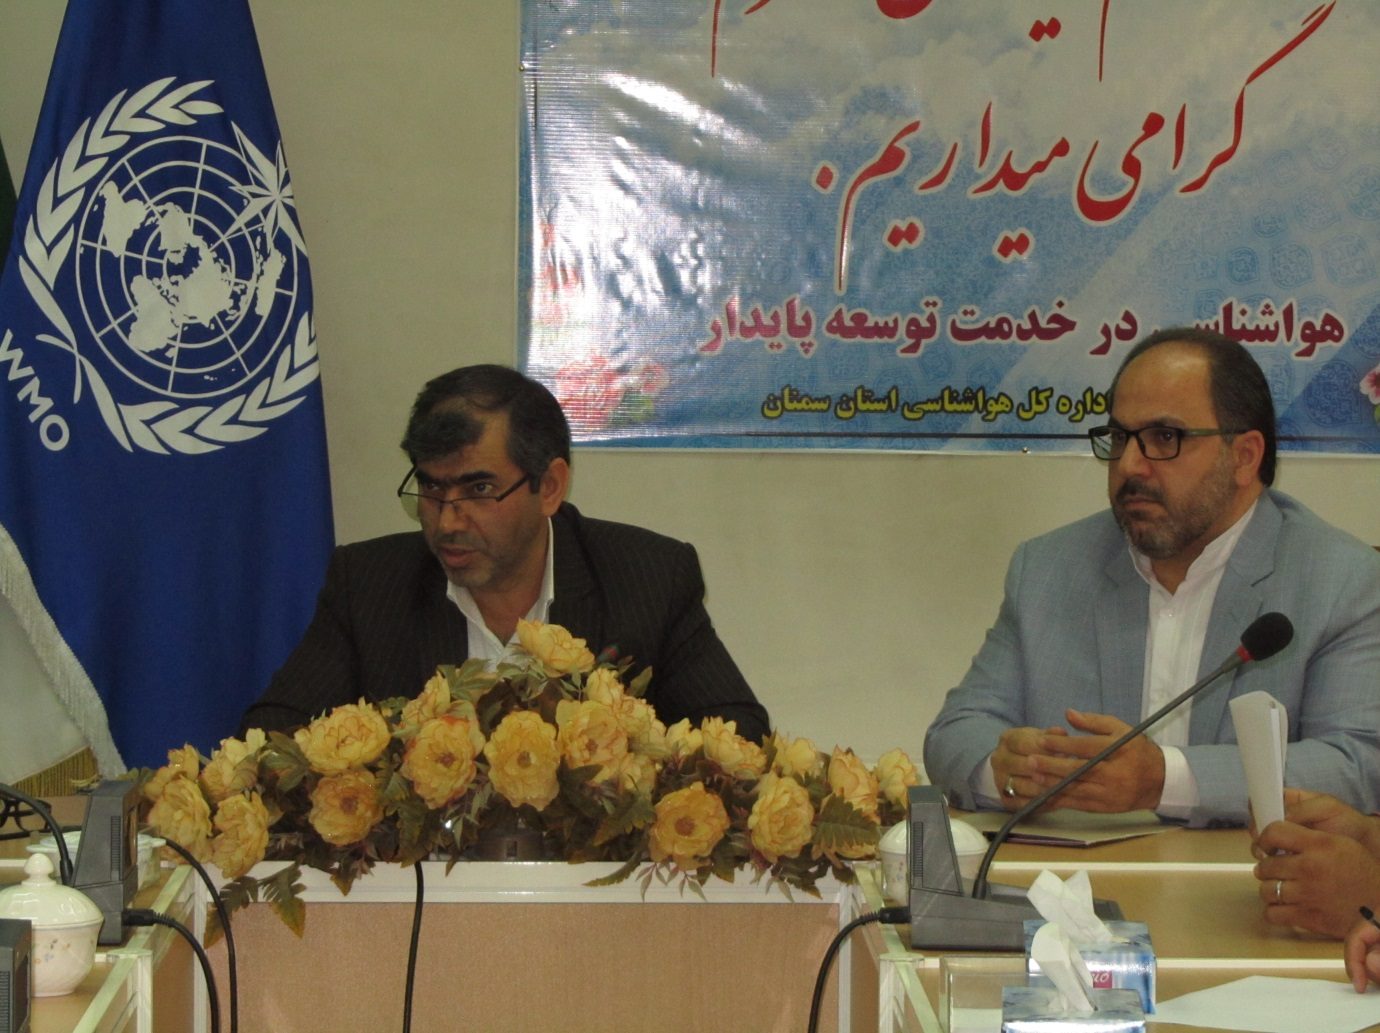 گرامی میداریم.
هواشناسی در خدمت توسعه پایدار
اداره کل هواشناسی استان سمنان
WMO